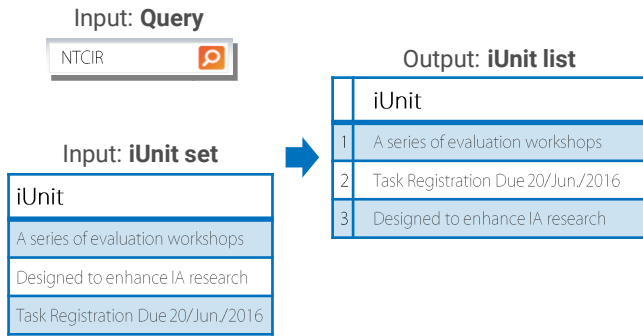 Input: Query
NTCIR
Input: iUnit set
iUnit
A series of evaluation workshops
Designed to enhance IA research
Task Registration Due 20/Jun./2016
Output: iUnit list
iUnit
1 A series of evaluation workshops
2 Task Registration Due 20/Jun./2016
3 Designed to enhance IA research